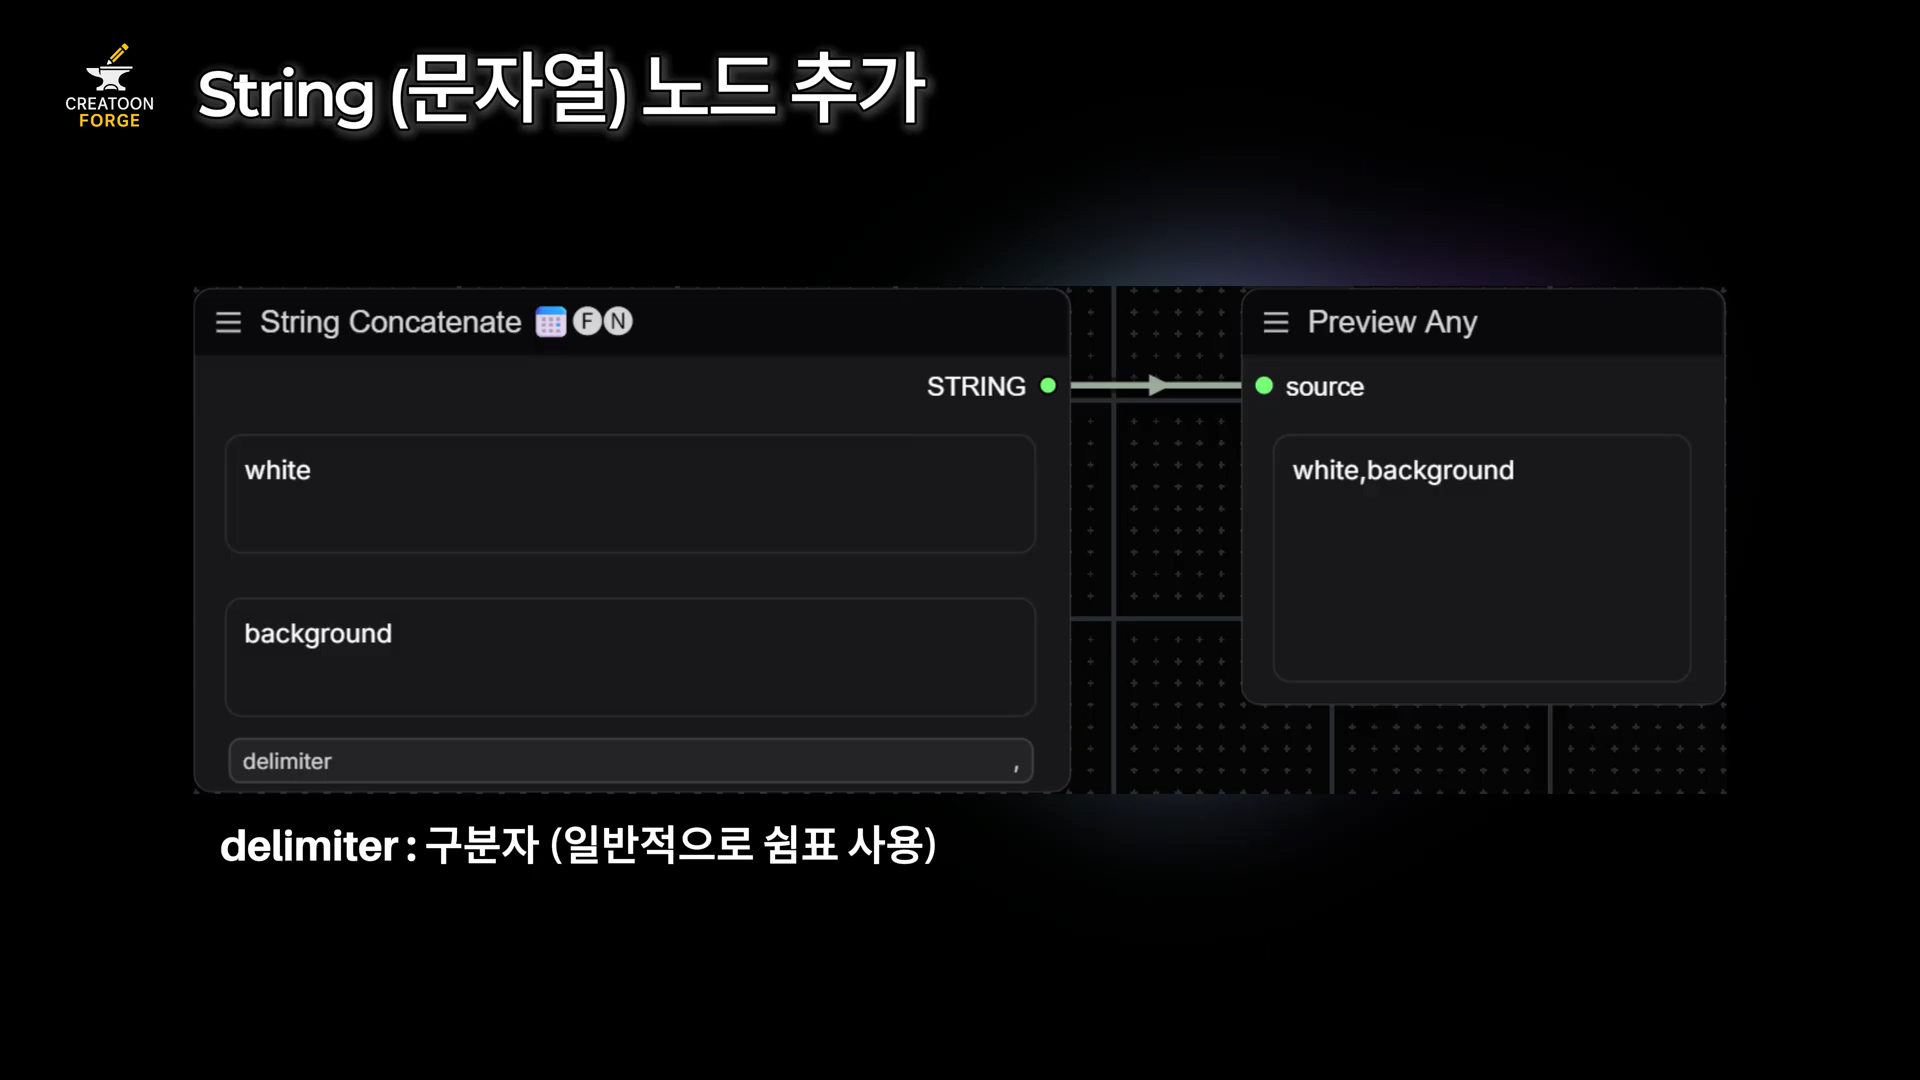 CREATOON
FORGE
String (문자열) 노드 추가
String Concatenate F N
STRING
white
background
delimiter ,
Preview Any
source
white,background
delimiter : 구분자 (일반적으로 쉼표 사용)